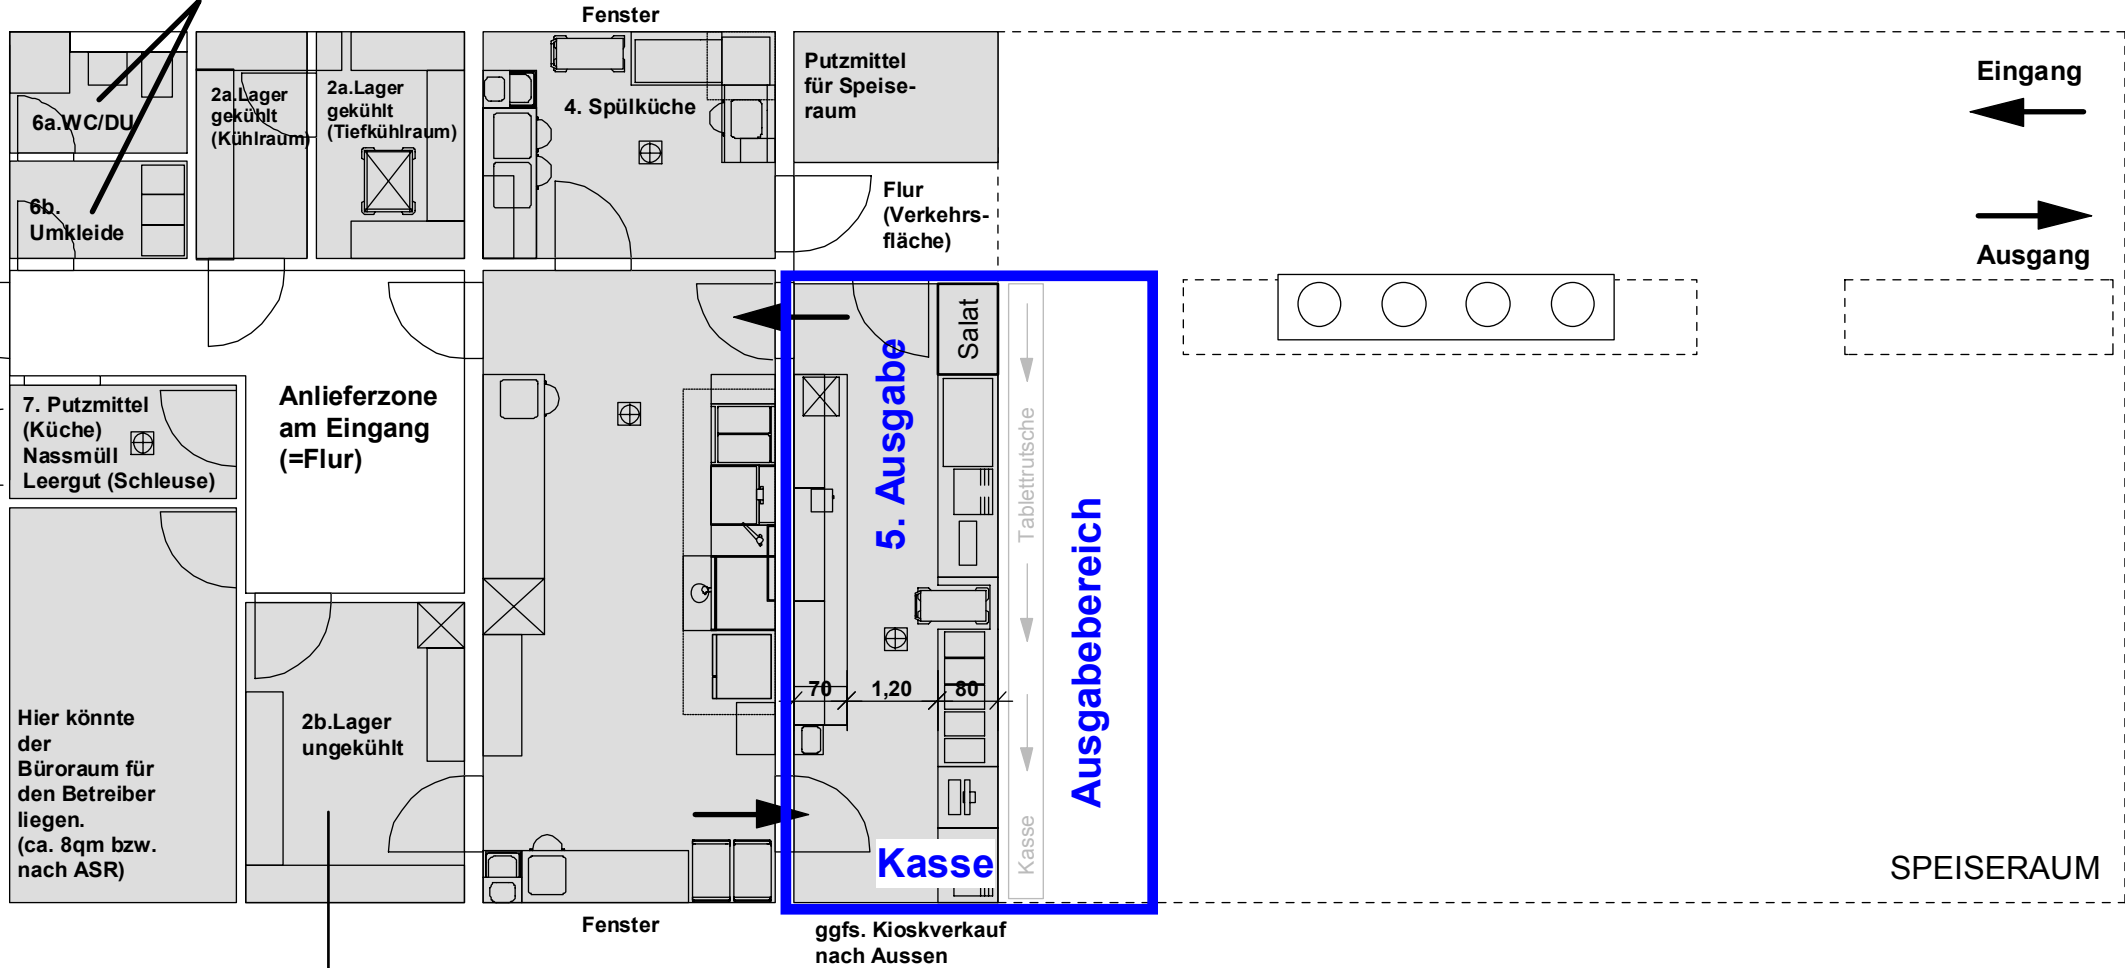 Fenster
6a.WC/DU
2a.Lager
gekühlt
(Kühlraum)
2a.Lager
gekühlt
(Tiefkühlraum)
4. Spülküche
Putzmittel
für Speise-
raum
Eingang
Ausgang
6b.
Umkleide
Flur
(Verkehrs-
fläche)
Salat
5. Ausgabe
Tablettrutsche
Ausgabebereich
Anlieferzone
am Eingang
(=Flur)
7. Putzmittel
(Küche)
Nassmüll
Leergut (Schleuse)
70
1,20
80
Hier könnte
der
Büroraum für
den Betreiber
liegen.
(ca. 8qm bzw.
nach ASR)
2b.Lager
ungekühlt
Kasse
Kasse
SPEISERAUM
Fenster
ggfs. Kioskverkauf
nach Aussen